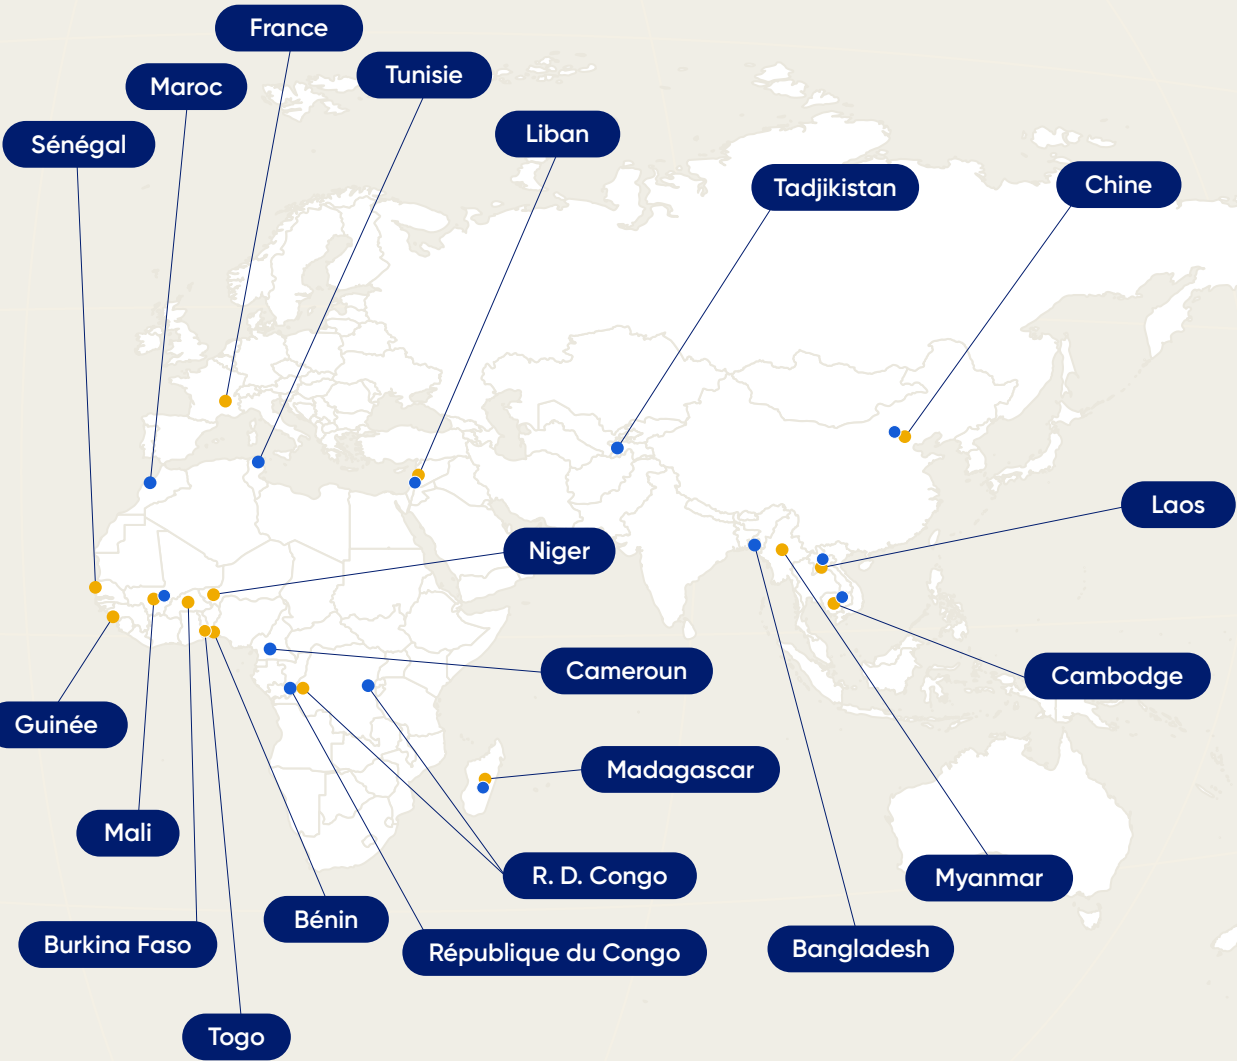 France
Tunisie
Maroc
Liban
Sénégal
Tadjikistan
Chine
Laos
Niger
Cameroun
Cambodge
Guinée
Madagascar
Mali
R. D. Congo
Myanmar
Bénin
Burkina Faso
République du Congo
Bangladesh
Togo